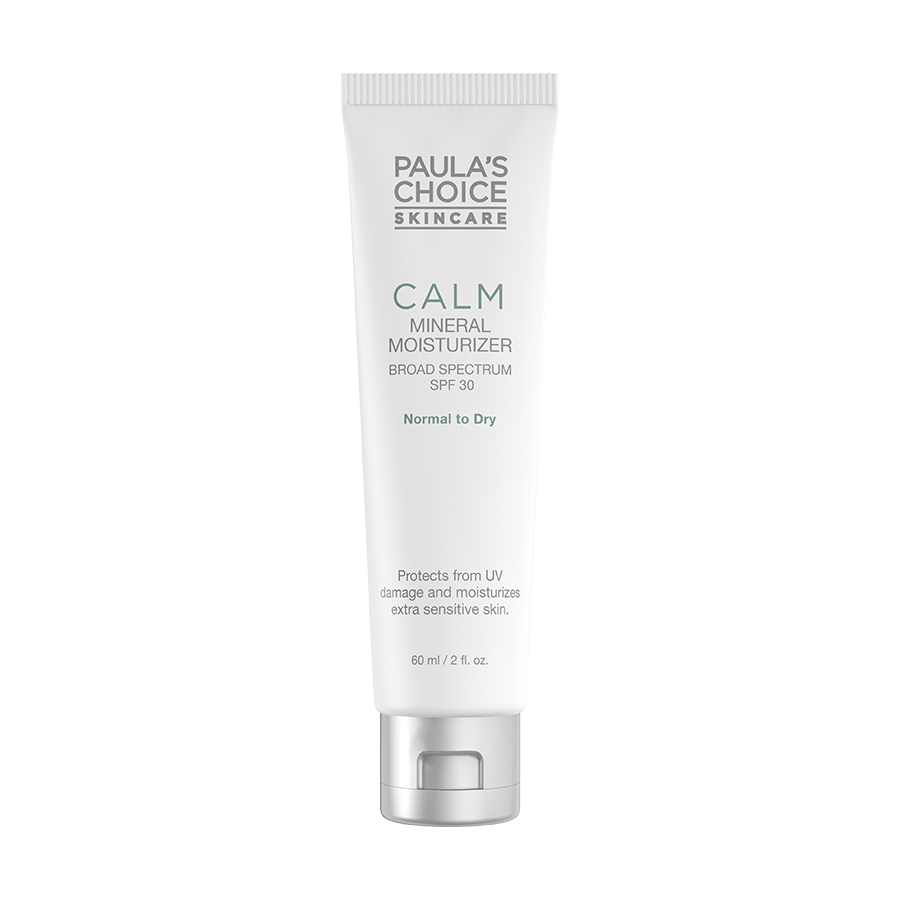 PAULA'S
CHOICE
SKINCARE
CALM
MINERAL
MOISTURIZER
BROAD SPECTRUM
SPF 30
Normal to Dry
Protects from UV
damage and moisturizes
extra sensitive skin.
60 ml / 2 fl. oz.